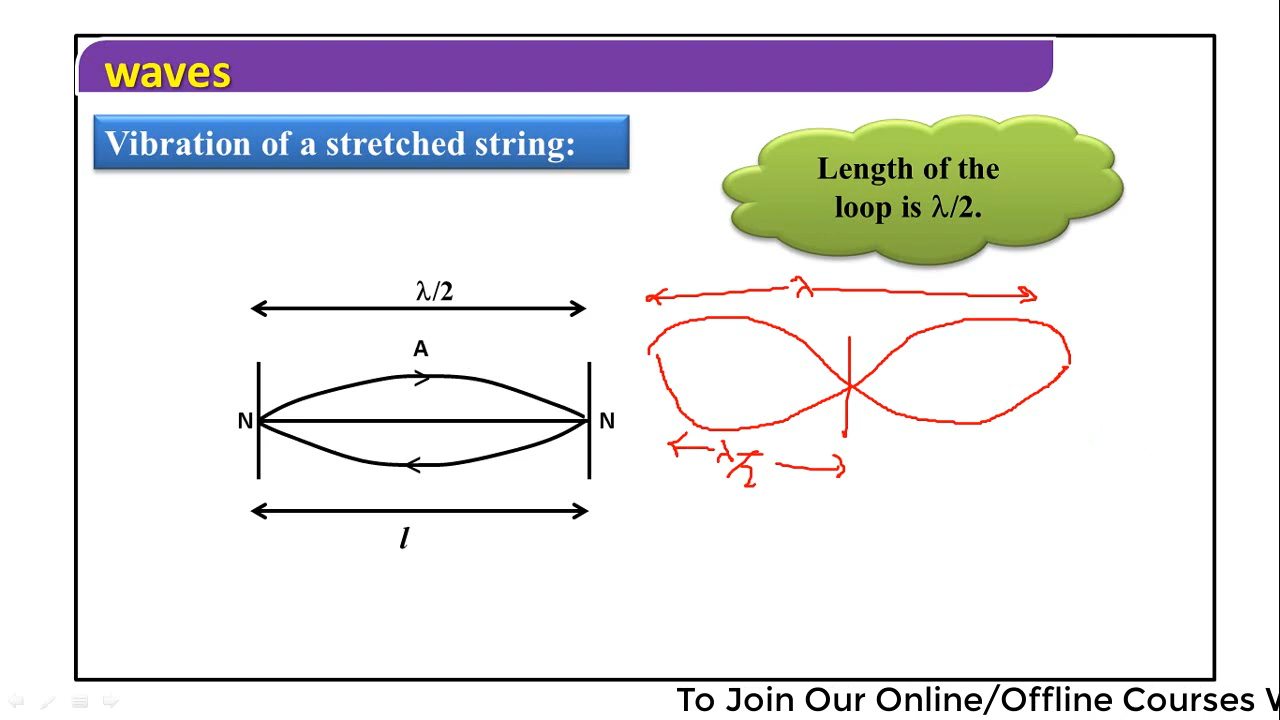 waves
Vibration of a stretched string:
Length of the
loop is λ/2.
λ/2
λ
A
N
N
λ/2
l
To Join Our Online/Offline Courses